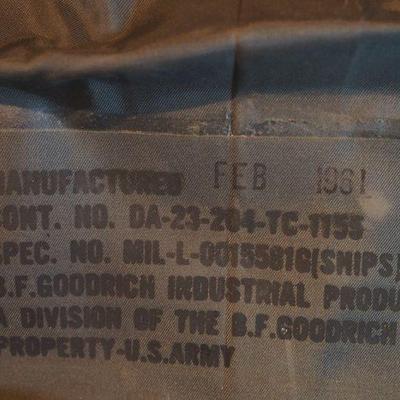 MANUFACTURED FEB 1961
CONT. NO. DA-23-204-TC-1155
SPEC. NO. MIL-L-0015581G(SHIPS)
B.F.GOODRICH INDUSTRIAL PRODU
A DIVISION OF THE B.F.GOODRICH
PROPERTY-U.S.ARMY